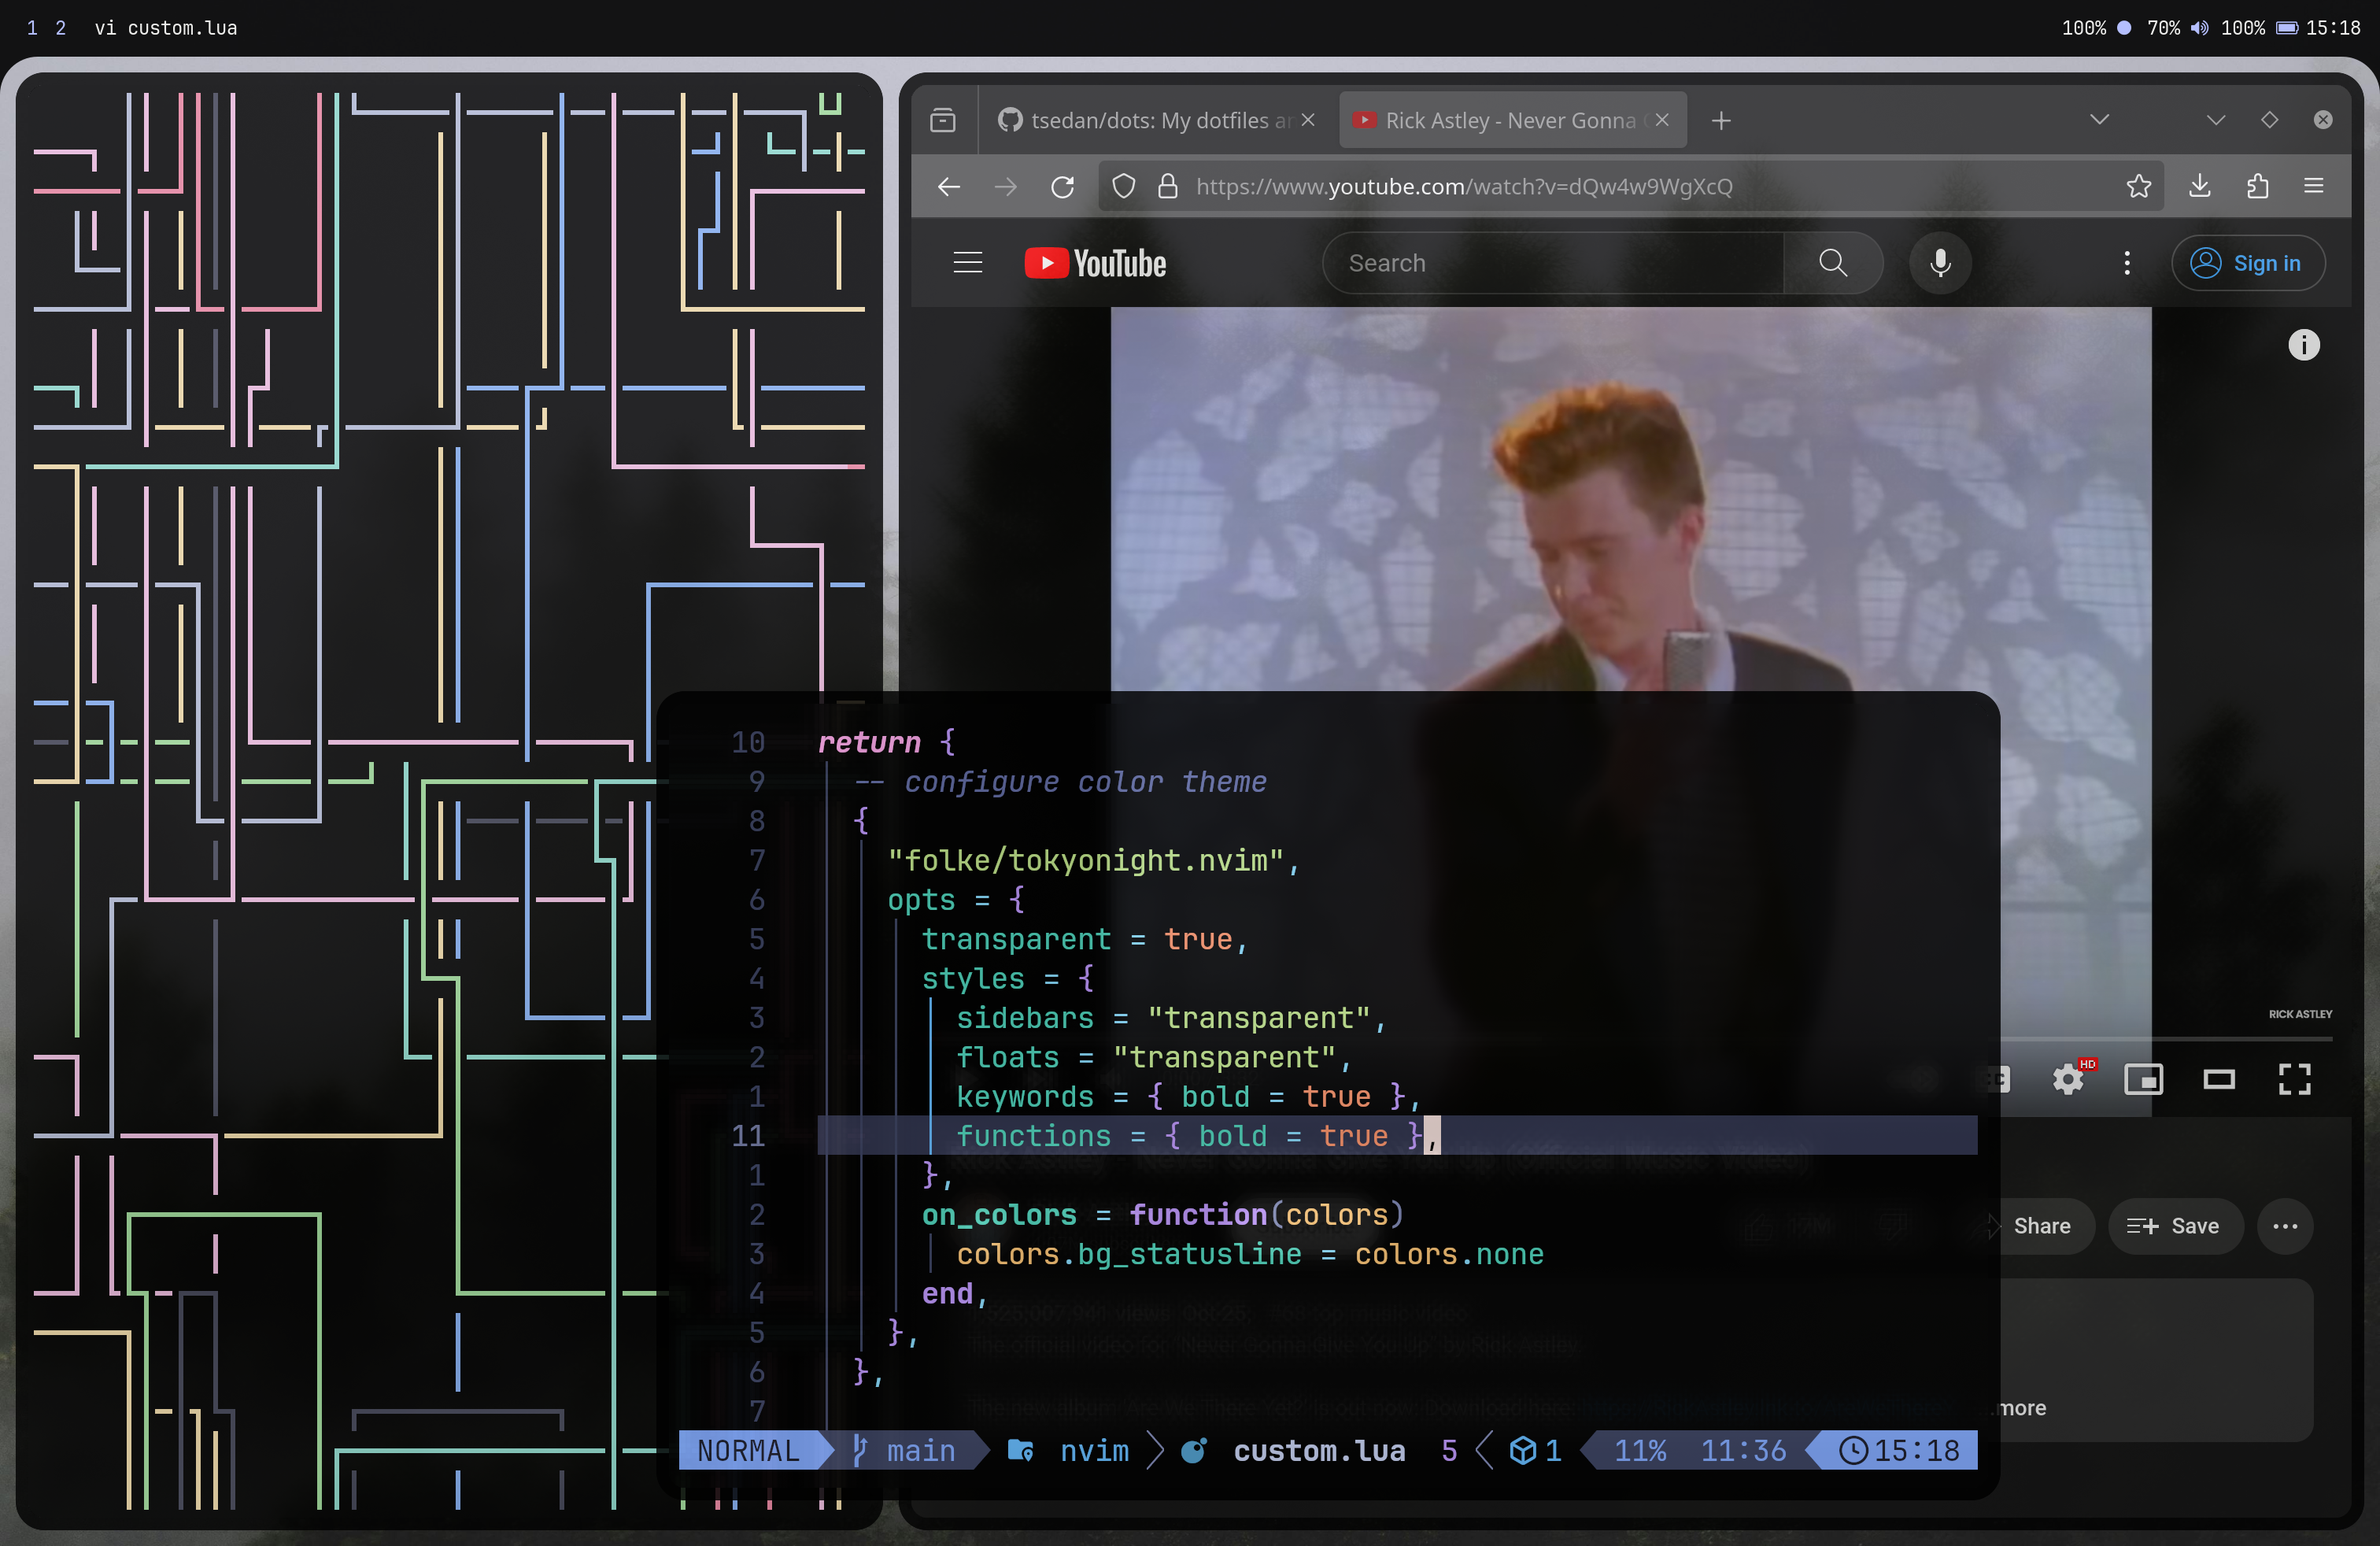 1 2 vi custom.lua
100% 70% 100% 15:18
tsedan/dots: My dotfiles
Rick Astley - Never Gonna
https://www.youtube.com/watch?v=dQw4w9WgXcQ
YouTube
Search
Sign in
RICK ASTLEY
HD
Share
Save
...more
10 return {
9 -- configure color theme
8 {
7 "folke/tokyonight.nvim",
6 opts = {
5 transparent = true,
4 styles = {
3 sidebars = "transparent",
2 floats = "transparent",
1 keywords = { bold = true },
11 functions = { bold = true },
1 },
2 on_colors = function(colors)
3 colors.bg_statusline = colors.none
4 end,
5 },
6 },
7
NORMAL main nvim custom.lua 5 1 11% 11:36 15:18